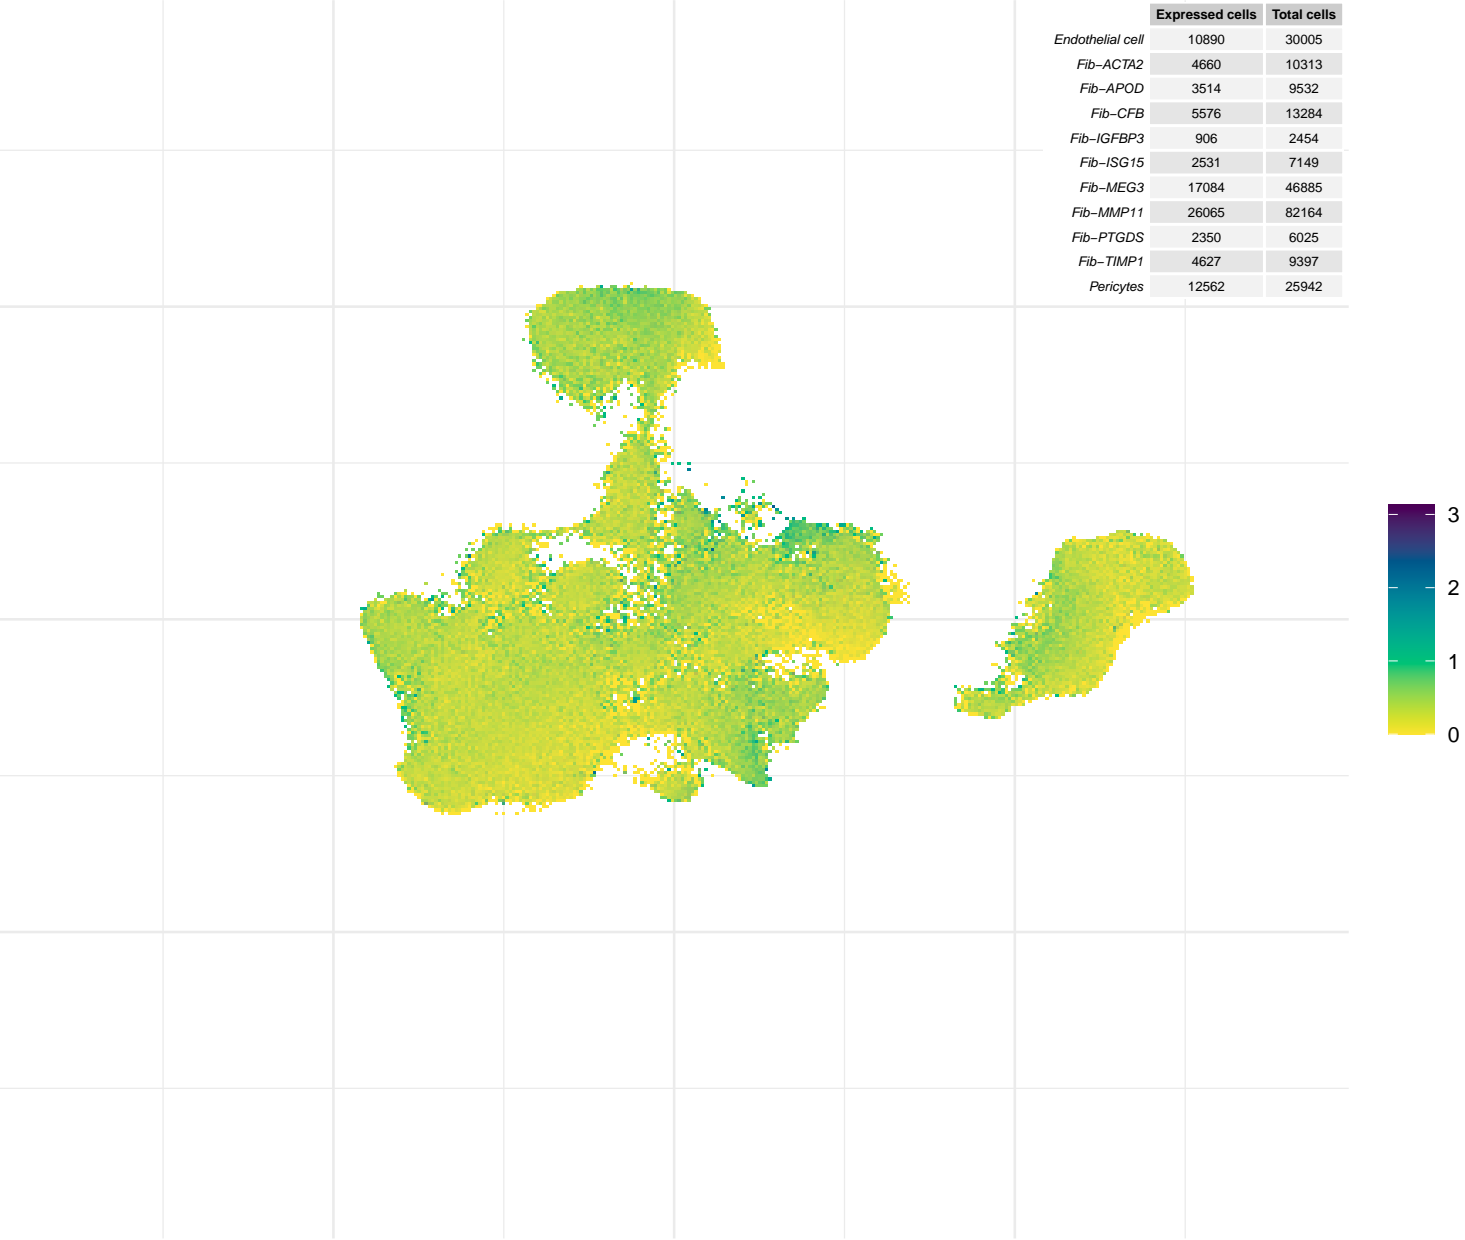 Expressed cells Total cells
Endothelial cell 10890 30005
Fib−ACTA2 4660 10313
Fib−APOD 3514 9532
Fib−CFB 5576 13284
Fib−IGFBP3 906 2454
Fib−ISG15 2531 7149
Fib−MEG3 17084 46885
Fib−MMP11 26065 82164
Fib−PTGDS 2350 6025
Fib−TIMP1 4627 9397
Pericytes 12562 25942
3
2
1
0